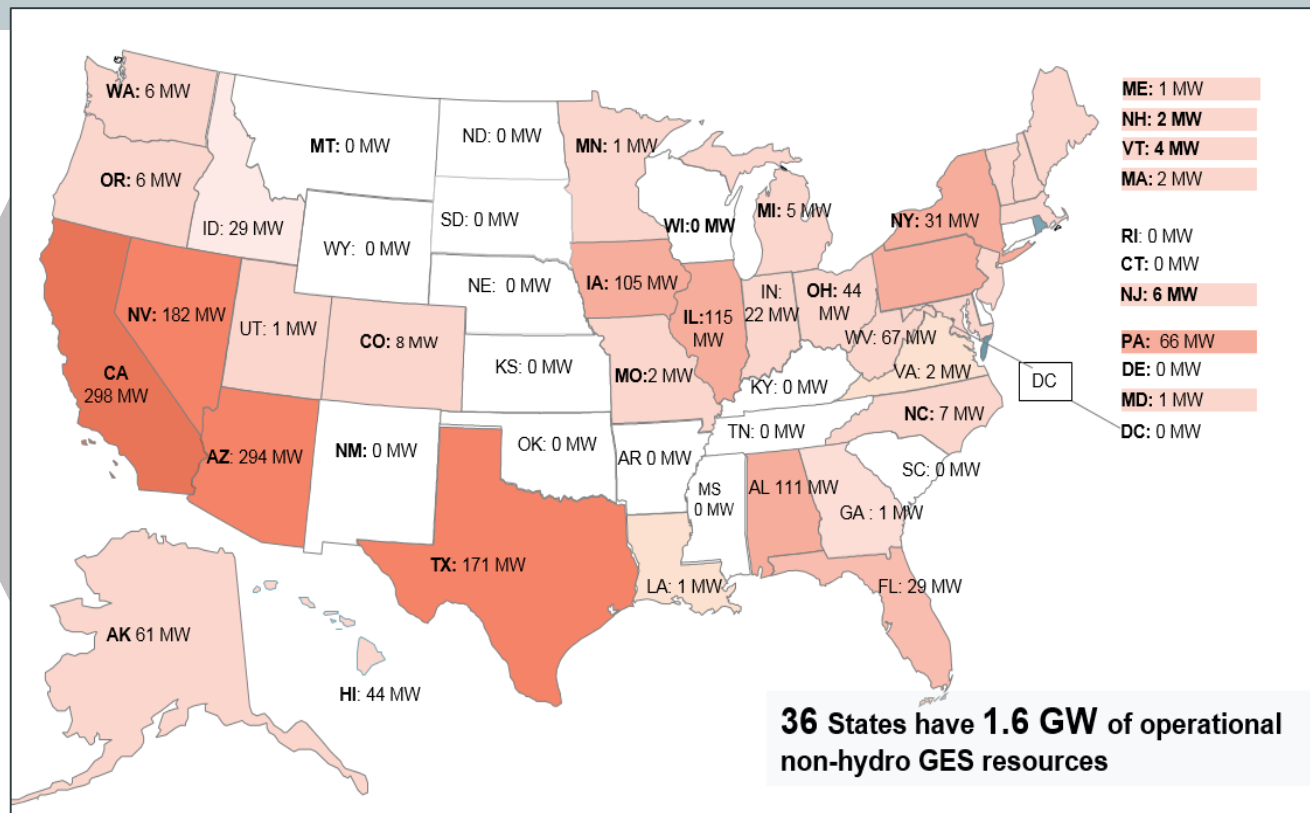 WA: 6 MW
OR: 6 MW
CA
298 MW
NV: 182 MW
ID: 29 MW
MT: 0 MW
WY: 0 MW
UT: 1 MW
CO: 8 MW
AZ: 294 MW
NM: 0 MW
ND: 0 MW
SD: 0 MW
NE: 0 MW
KS: 0 MW
OK: 0 MW
TX: 171 MW
MN: 1 MW
IA: 105 MW
MO:2 MW
AR 0 MW
LA: 1 MW
WI:0 MW
IL:115
MW
MI: 5 MW
IN:
22 MW
OH: 44
MW
KY: 0 MW
TN: 0 MW
MS
0 MW
AL 111 MW
GA : 1 MW
FL: 29 MW
SC: 0 MW
NC: 7 MW
VA: 2 MW
WV: 67 MW
NY: 31 MW
DC
AK 61 MW
HI: 44 MW
ME: 1 MW
NH: 2 MW
VT: 4 MW
MA: 2 MW
RI: 0 MW
CT: 0 MW
NJ: 6 MW
PA: 66 MW
DE: 0 MW
MD: 1 MW
DC: 0 MW
36 States have 1.6 GW of operational
non-hydro GES resources